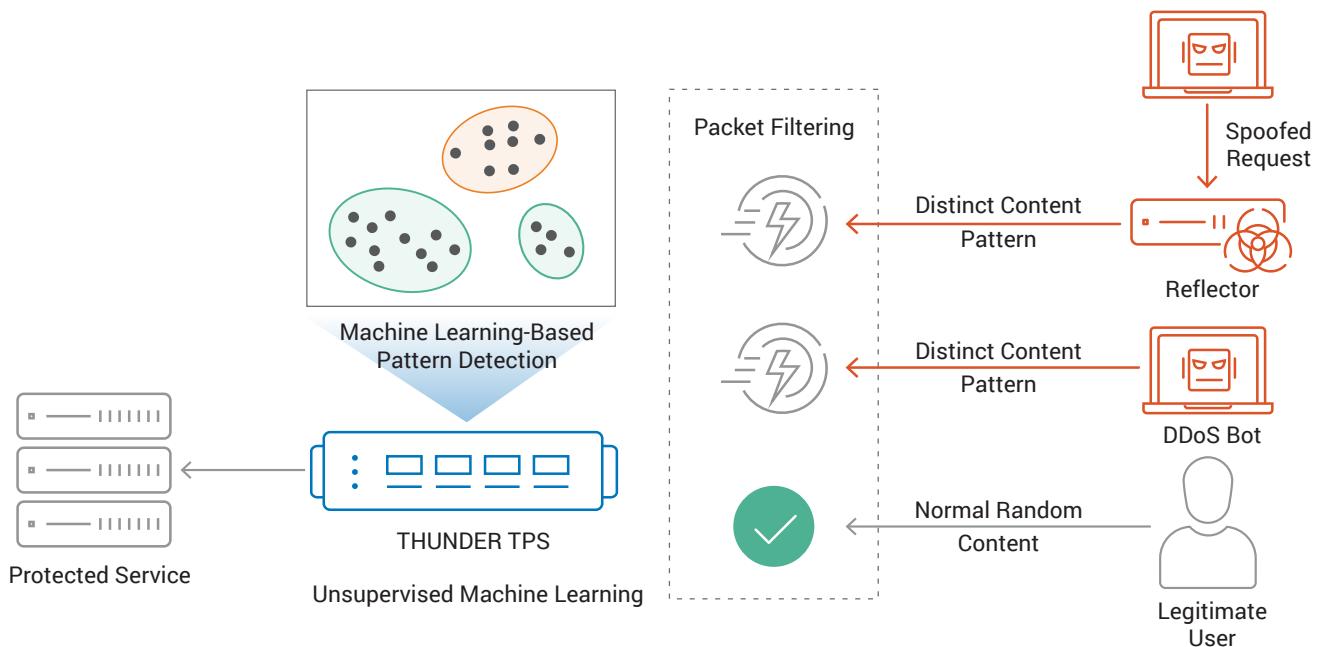 Packet Filtering
Spoofed
Request
Distinct Content
Pattern
Reflector
Machine Learning-Based
Pattern Detection
Distinct Content
Pattern
DDoS Bot
Normal Random
Content
THUNDER TPS
Protected Service
Unsupervised Machine Learning
Legitimate
User